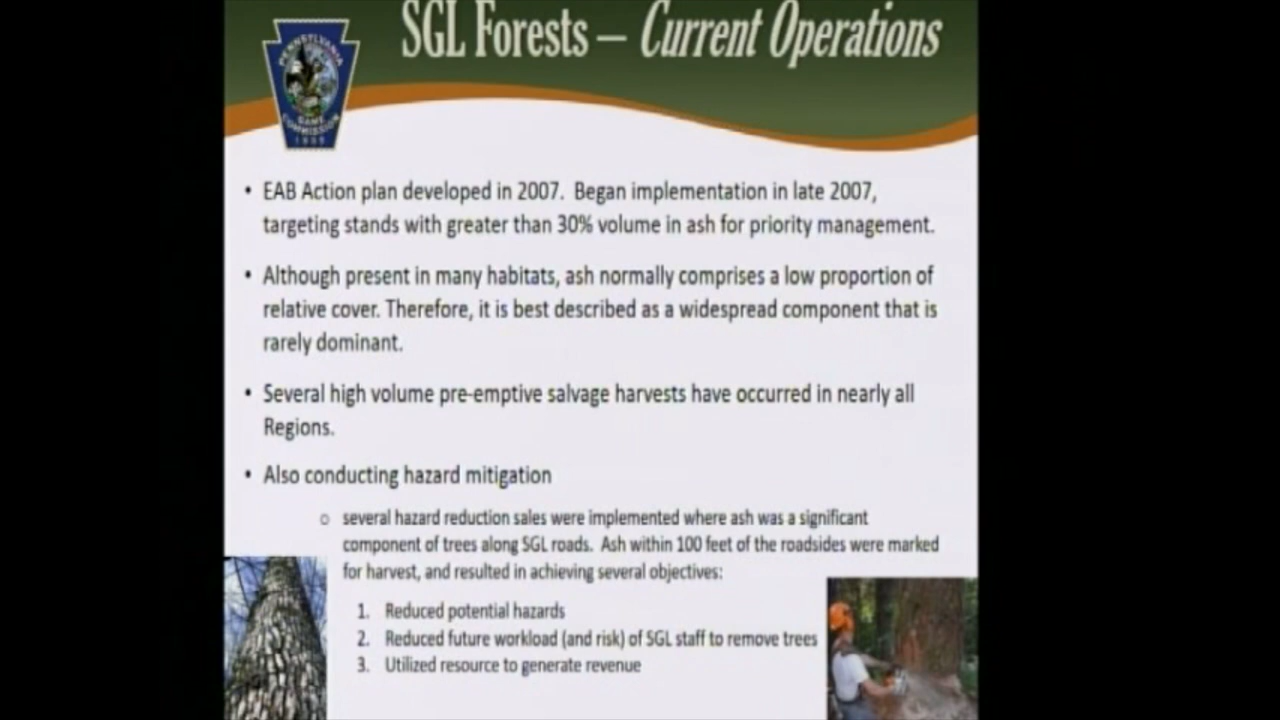 SGL Forests – Current Operations
PENNSYLVANIA
GAME
COMMISSION
• EAB Action plan developed in 2007. Began implementation in late 2007,
targeting stands with greater than 30% volume in ash for priority management.
• Although present in many habitats, ash normally comprises a low proportion of
relative cover. Therefore, it is best described as a widespread component that is
rarely dominant.
• Several high volume pre-emptive salvage harvests have occurred in nearly all
Regions.
• Also conducting hazard mitigation
o several hazard reduction sales were implemented where ash was a significant
component of trees along SGL roads. Ash within 100 feet of the roadsides were marked
for harvest, and resulted in achieving several objectives:
1. Reduced potential hazards
2. Reduced future workload (and risk) of SGL staff to remove trees
3. Utilized resource to generate revenue